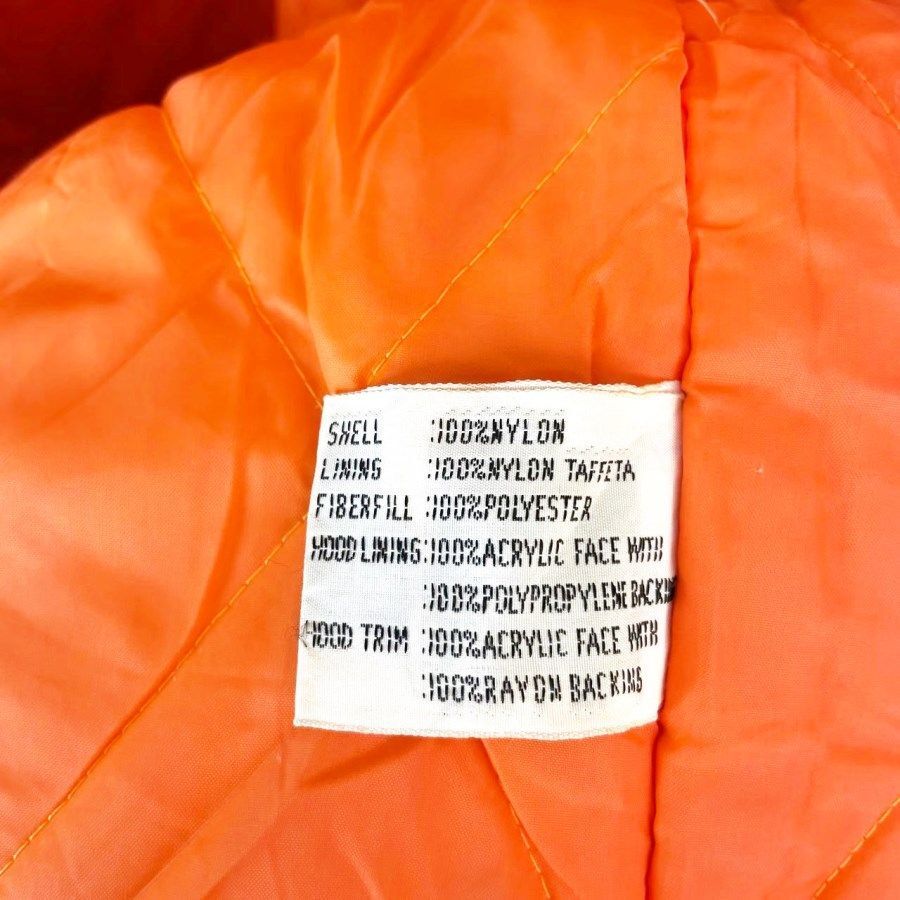 SHELL :100%NYLON
LINING :100%NYLON TAFFETA
FIBERFILL :100%POLYESTER
HOOD LINING:100%ACRYLIC FACE WITH
:100%POLYPROPYLENE BACKING
HOOD TRIM :100%ACRYLIC FACE WITH
:100%RAYON BACKING